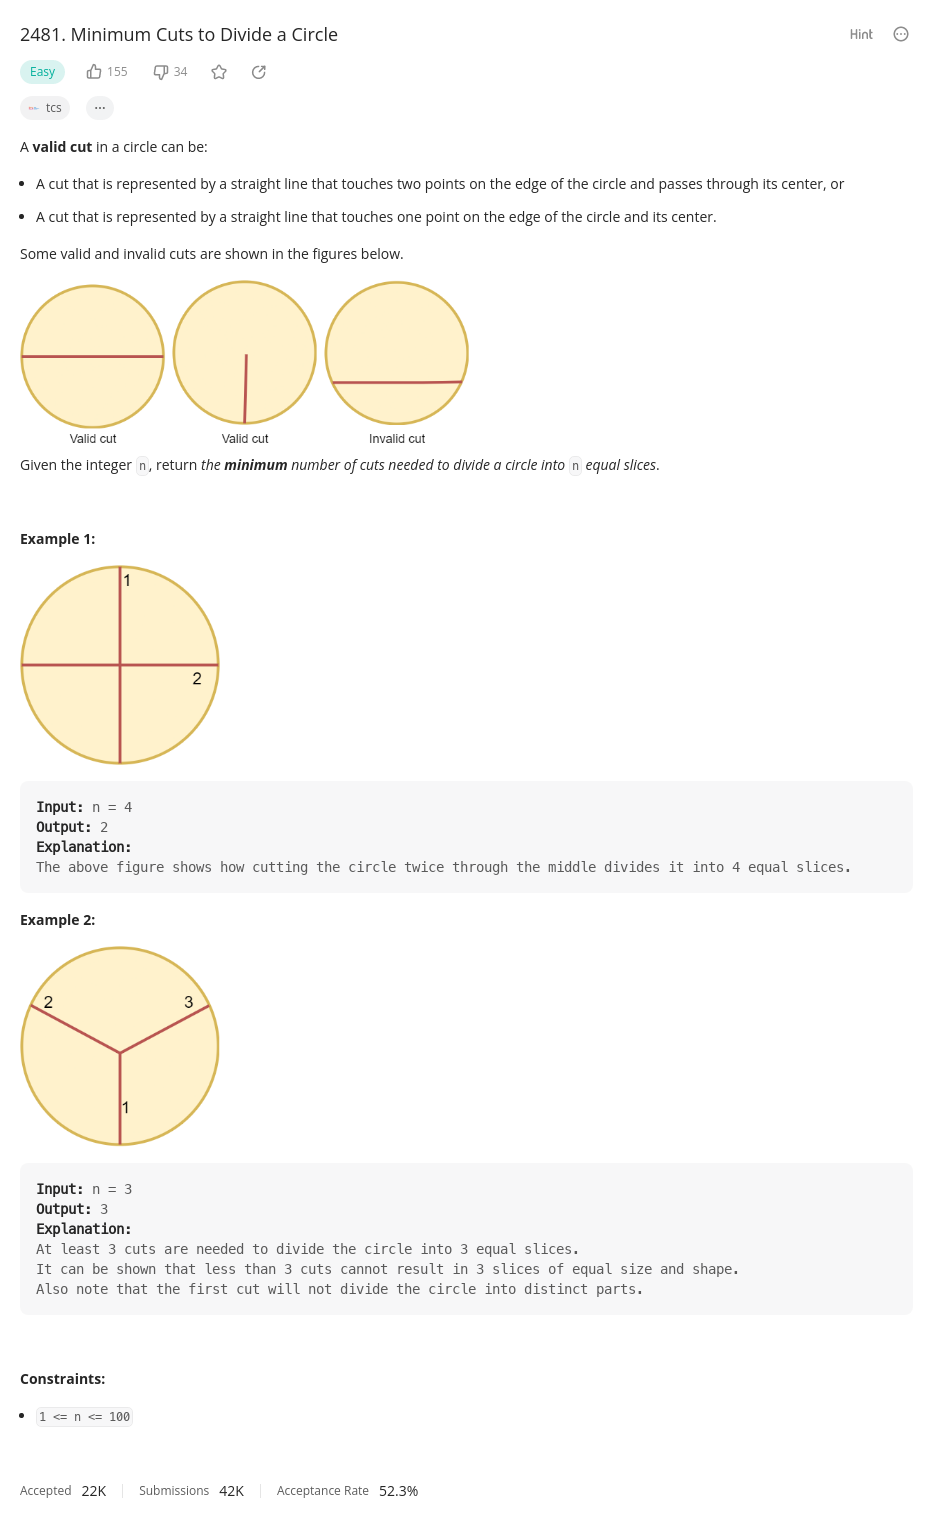 2481. Minimum Cuts to Divide a Circle
Hint
Easy
155
34
tcs
A valid cut in a circle can be:
A cut that is represented by a straight line that touches two points on the edge of the circle and passes through its center, or
A cut that is represented by a straight line that touches one point on the edge of the circle and its center.
Some valid and invalid cuts are shown in the figures below.
Valid cut
Valid cut
Invalid cut
Given the integer n, return the minimum number of cuts needed to divide a circle into n equal slices.
Example 1:
1
2
Input: n = 4
Output: 2
Explanation:
The above figure shows how cutting the circle twice through the middle divides it into 4 equal slices.
Example 2:
2
3
1
Input: n = 3
Output: 3
Explanation:
At least 3 cuts are needed to divide the circle into 3 equal slices.
It can be shown that less than 3 cuts cannot result in 3 slices of equal size and shape.
Also note that the first cut will not divide the circle into distinct parts.
Constraints:
1 <= n <= 100
Accepted 22K Submissions 42K Acceptance Rate 52.3%